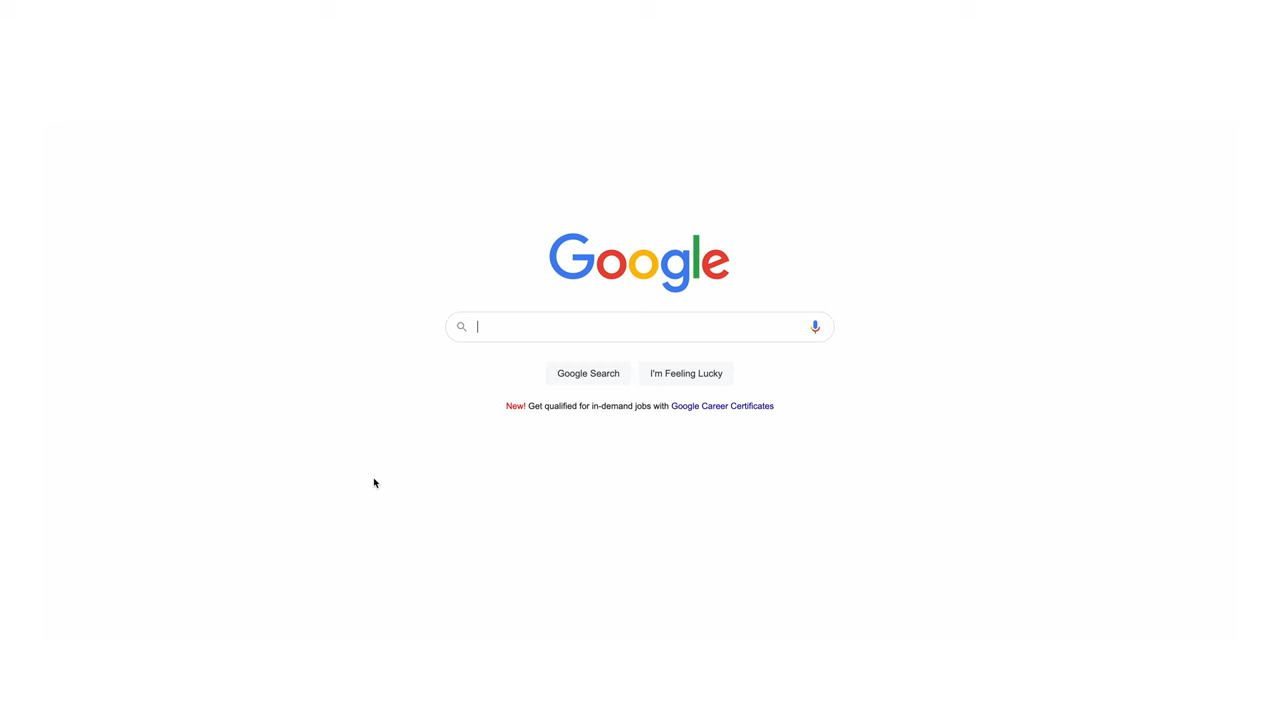 Google
Google Search I'm Feeling Lucky
New! Get qualified for in-demand jobs with Google Career Certificates